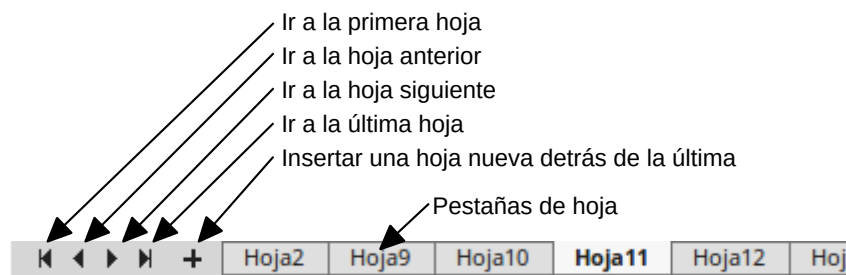 Ir a la primera hoja
Ir a la hoja anterior
Ir a la hoja siguiente
Ir a la última hoja
Insertar una hoja nueva detrás de la última
Pestañas de hoja
Hoja2 Hoja9 Hoja10 Hoja11 Hoja12 Hoj